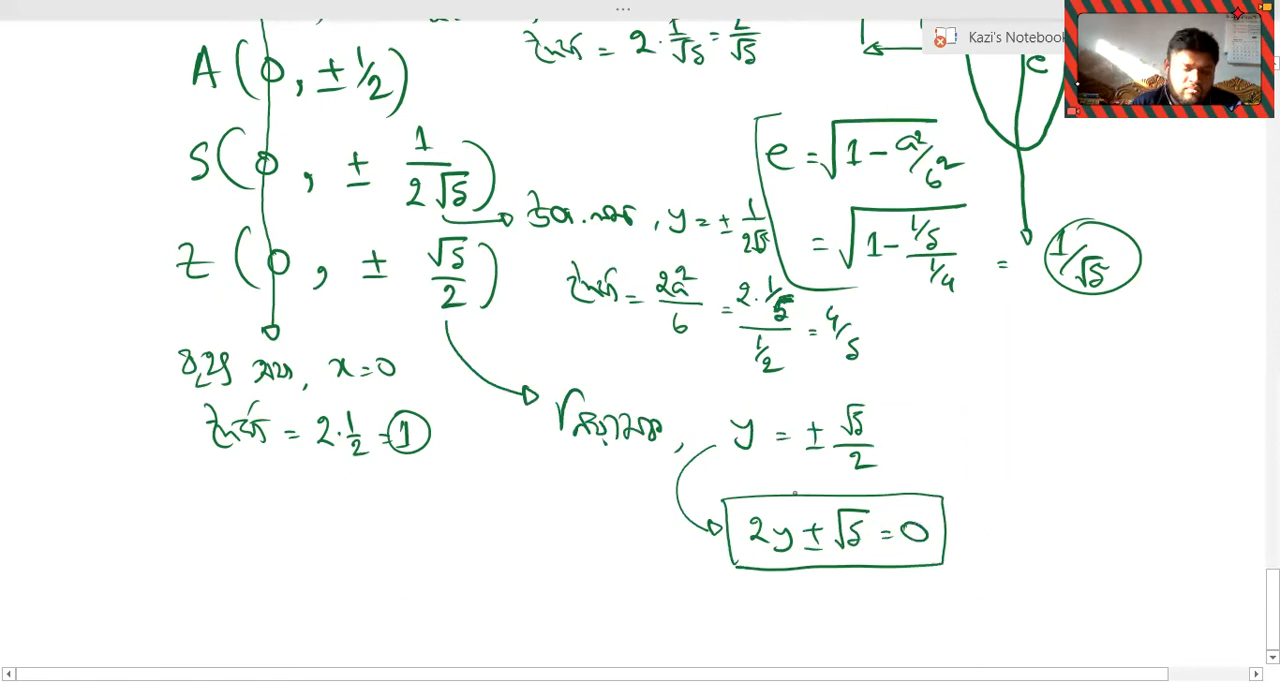 Kazi's Notebook
দৈর্ঘ্য = 2 · 1/√5 = 2/√5
A (0, ± 1/2)
S (0, ± 1/2√5)
উপ. লম্ব, y = ± 1/2√5
e = √1 - a²/b²
= √1 - 1/5 / 1/4 = 1/√5
Z (0, ± √5/2)
দৈর্ঘ্য = 2a²/b = 2 · 1/5 / 1/2 = 4/5
বৃহৎ অক্ষ, x = 0
দৈর্ঘ্য = 2 · 1/2 = 1
নিয়ামক, y = ± √5/2
2y ± √5 = 0
e